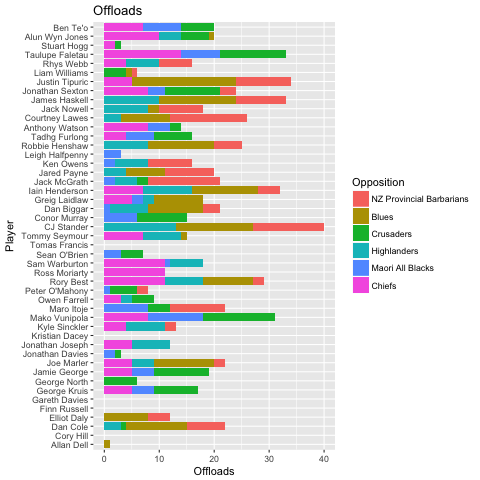 Offloads
Ben Te'o
Alun Wyn Jones
Stuart Hogg
Taulupe Faletau
Rhys Webb
Liam Williams
Justin Tipuric
Jonathan Sexton
James Haskell
Jack Nowell
Courtney Lawes
Anthony Watson
Tadhg Furlong
Robbie Henshaw
Leigh Halfpenny
Ken Owens
Jared Payne
Jack McGrath
Iain Henderson
Greig Laidlaw
Dan Biggar
Conor Murray
CJ Stander
Tommy Seymour
Tomas Francis
Sean O'Brien
Sam Warburton
Ross Moriarty
Rory Best
Peter O'Mahony
Owen Farrell
Maro Itoje
Mako Vunipola
Kyle Sinckler
Kristian Dacey
Jonathan Joseph
Jonathan Davies
Joe Marler
Jamie George
George North
George Kruis
Gareth Davies
Finn Russell
Elliot Daly
Dan Cole
Cory Hill
Allan Dell
Player
0 10 20 30 40
Offloads
Opposition
NZ Provincial Barbarians
Blues
Crusaders
Highlanders
Maori All Blacks
Chiefs